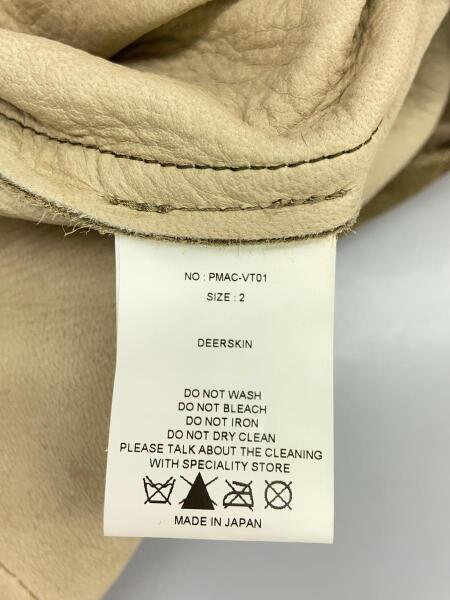 NO : PMAC-VT01
SIZE : 2
DEERSKIN
DO NOT WASH
DO NOT BLEACH
DO NOT IRON
DO NOT DRY CLEAN
PLEASE TALK ABOUT THE CLEANING
WITH SPECIALITY STORE
MADE IN JAPAN